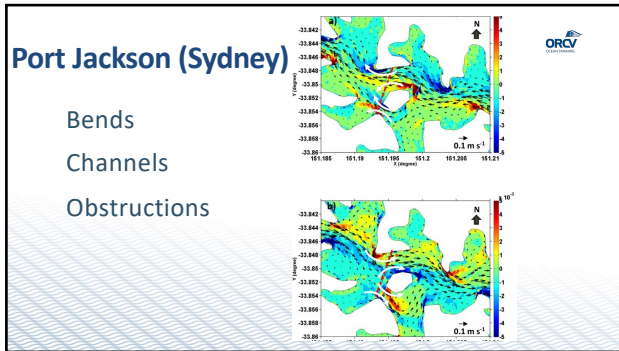 Port Jackson (Sydney)
ORCV
OCEAN RACING
Bends
Channels
Obstructions
a)
N
Y (degree)
-33.842
-33.844
-33.846
-33.848
-33.85
-33.852
-33.854
-33.856
-33.858
-33.86
151.185
151.19
151.195
151.2
151.205
151.21
X (degree)
0.1 m s⁻¹
4
3
2
1
0
-1
-2
-3
-4
-5
b)
N
x 10⁻³
Y (degree)
-33.842
-33.844
-33.846
-33.848
-33.85
-33.852
-33.854
-33.856
-33.858
-33.86
0.1 m s⁻¹
5
4
3
2
1
0
-1
-2
-3
-4
-5